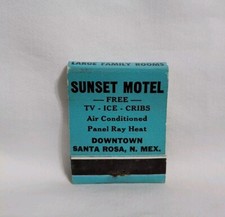 LARGE FAMILY ROOMS
SUNSET MOTEL
— FREE —
TV - ICE - CRIBS
Air Conditioned
Panel Ray Heat
DOWNTOWN
SANTA ROSA, N. MEX.